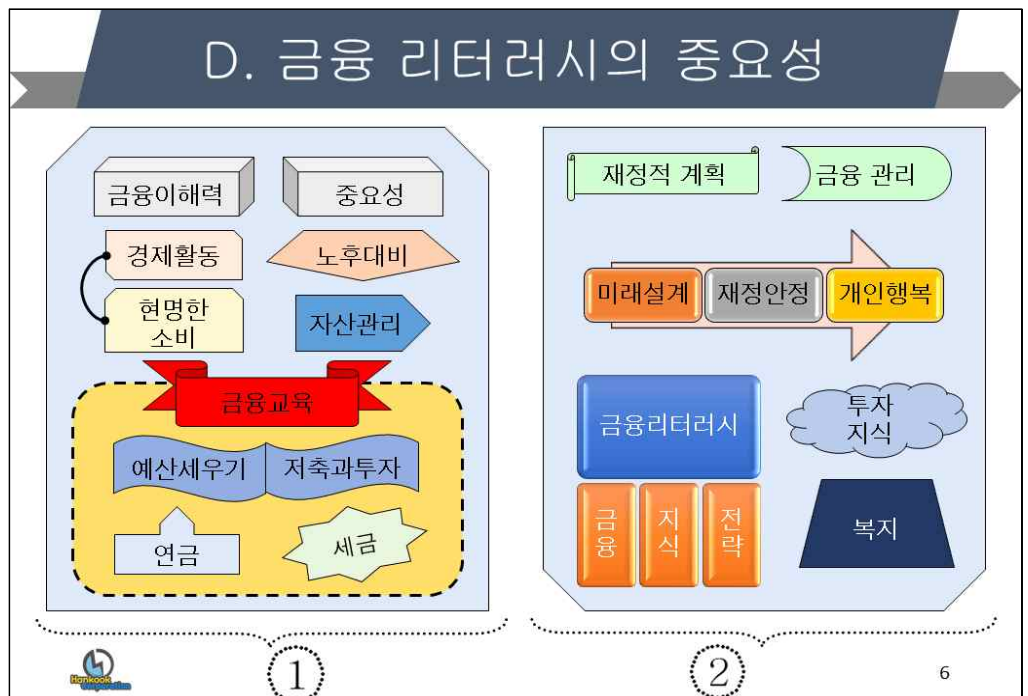 D. 금융 리터러시의 중요성
금융이해력
중요성
경제활동
노후대비
현명한
소비
자산관리
금융교육
예산세우기
저축과투자
연금
세금
재정적 계획
금융 관리
미래설계
재정안정
개인행복
금융리터러시
투자
지식
금융
지식
전략
복지
Hankook
Corporation
1
2
6